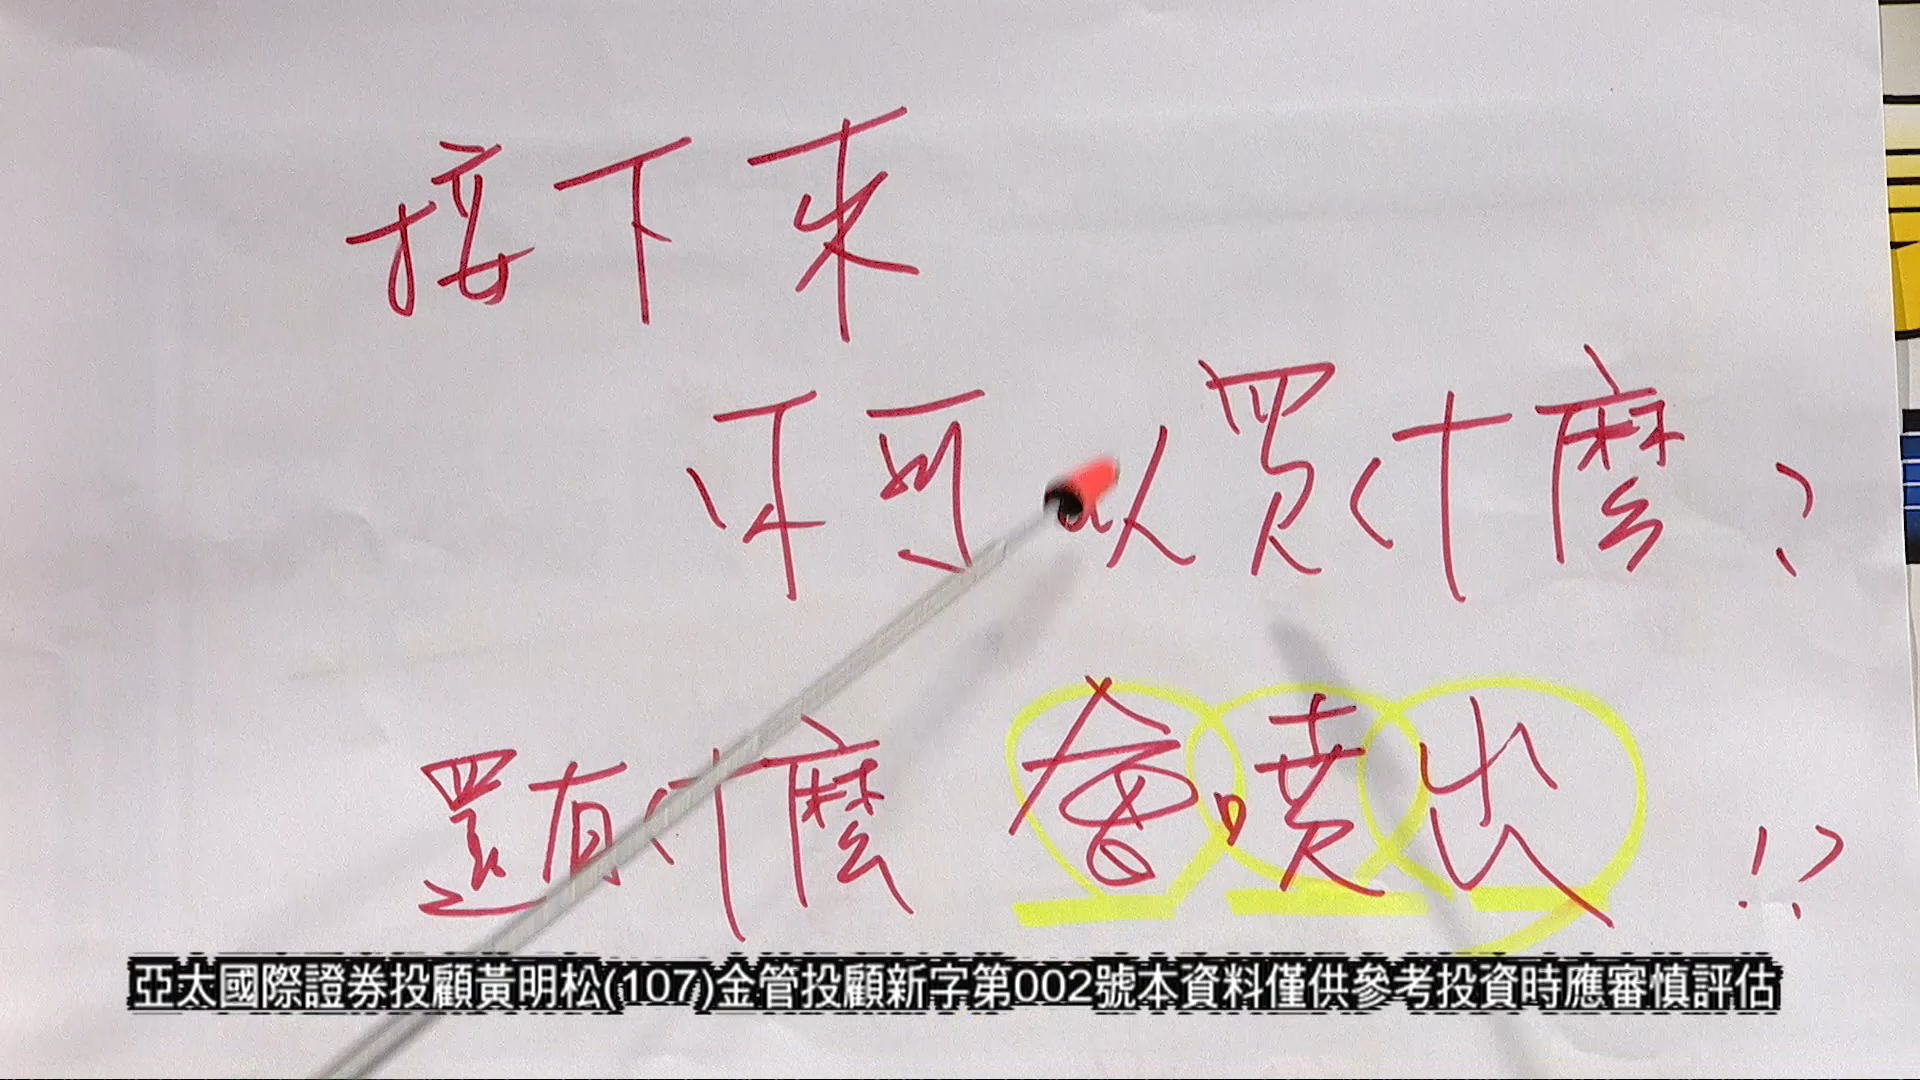 接下來
可以買什麼?
還有什麼 會噴出!?
亞太國際證券投顧黃明松(107)金管投顧新字第002號本資料僅供參考投資時應審慎評估